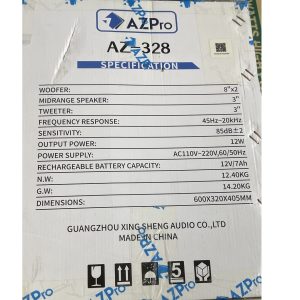 AZPro
AZ-328
SPECIFICATION
WOOFER: 8"x2
MIDRANGE SPEAKER: 3"
TWEETER: 3"
FREQUENCY RESPONSE: 45Hz~20kHz
SENSITIVITY: 85dB±2
OUTPUT POWER: 12W
POWER SUPPLY: AC110V~220V,60/50Hz
RECHARGEABLE BATTERY CAPACITY: 12V/7Ah
N.W: 12.40KG
G.W: 14.20KG
DIMENSIONS: 600X320X405MM
GUANGZHOU XING SHENG AUDIO CO.,LTD
MADE IN CHINA
5
AZPro